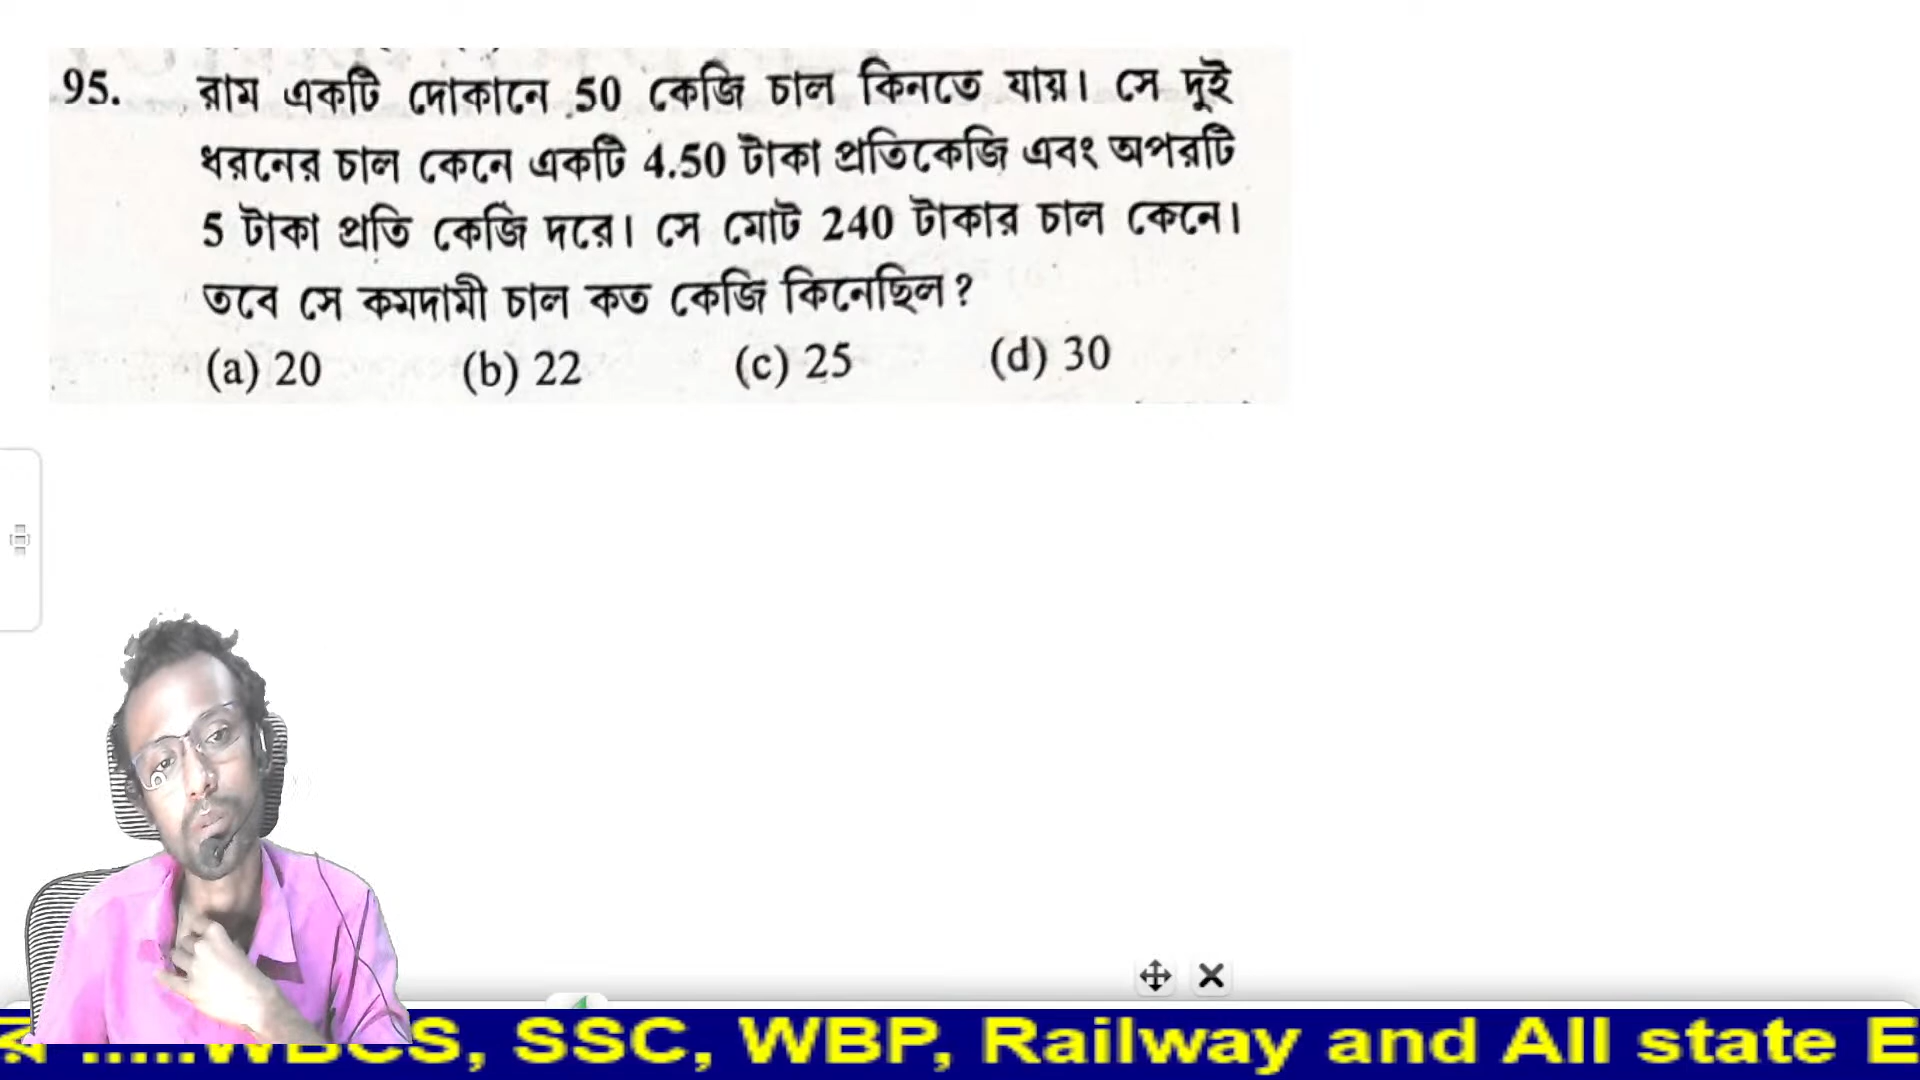 95. রাম একটি দোকানে 50 কেজি চাল কিনতে যায়। সে দুই
ধরনের চাল কেনে একটি 4.50 টাকা প্রতিকেজি এবং অপরটি
5 টাকা প্রতি কেজি দরে। সে মোট 240 টাকার চাল কেনে।
তবে সে কমদামী চাল কত কেজি কিনেছিল?
(a) 20 (b) 22 (c) 25 (d) 30
.....WBCS, SSC, WBP, Railway and All state E